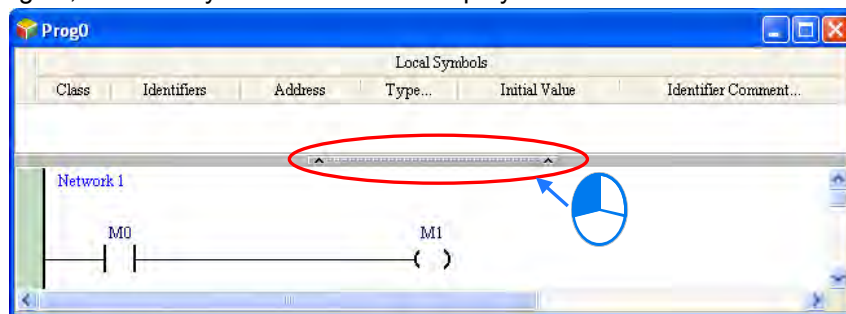 Prog0
Local Symbols
Class Identifiers Address Type... Initial Value Identifier Comment...
Network 1
M0 M1